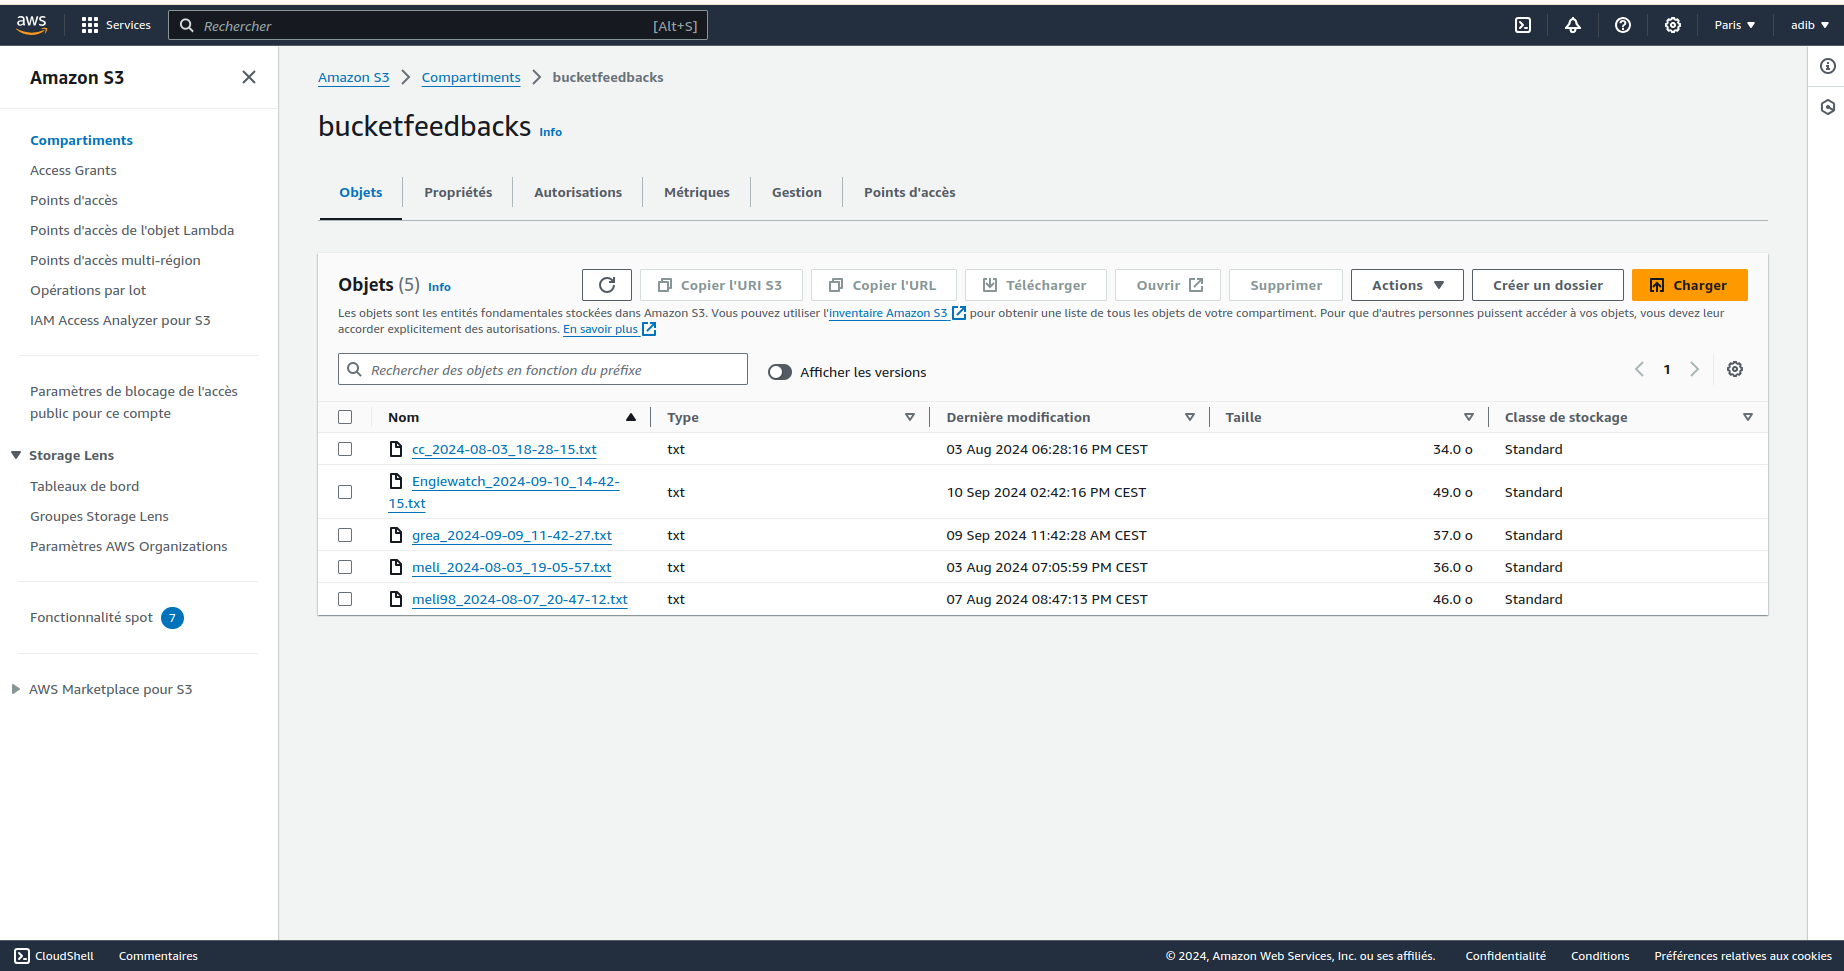 aws
Services
Rechercher
[Alt+S]
Paris
adib
Amazon S3
Compartiments
Access Grants
Points d'accès
Points d'accès de l'objet Lambda
Points d'accès multi-région
Opérations par lot
IAM Access Analyzer pour S3
Paramètres de blocage de l'accès
public pour ce compte
Storage Lens
Tableaux de bord
Groupes Storage Lens
Paramètres AWS Organizations
Fonctionnalité spot 7
AWS Marketplace pour S3
Amazon S3 Compartiments bucketfeedbacks
bucketfeedbacks Info
Objets Propriétés Autorisations Métriques Gestion Points d'accès
Objets (5) Info
Copier l'URI S3 Copier l'URL Télécharger Ouvrir Supprimer Actions Créer un dossier Charger
Les objets sont les entités fondamentales stockées dans Amazon S3. Vous pouvez utiliser l'inventaire Amazon S3 pour obtenir une liste de tous les objets de votre compartiment. Pour que d'autres personnes puissent accéder à vos objets, vous devez leur
accorder explicitement des autorisations. En savoir plus
Rechercher des objets en fonction du préfixe
Afficher les versions
1
Nom Type Dernière modification Taille Classe de stockage
cc_2024-08-03_18-28-15.txt txt 03 Aug 2024 06:28:16 PM CEST 34.0 o Standard
Engiewatch_2024-09-10_14-42-
15.txt txt 10 Sep 2024 02:42:16 PM CEST 49.0 o Standard
grea_2024-09-09_11-42-27.txt txt 09 Sep 2024 11:42:28 AM CEST 37.0 o Standard
meli_2024-08-03_19-05-57.txt txt 03 Aug 2024 07:05:59 PM CEST 36.0 o Standard
meli98_2024-08-07_20-47-12.txt txt 07 Aug 2024 08:47:13 PM CEST 46.0 o Standard
CloudShell Commentaires © 2024, Amazon Web Services, Inc. ou ses affiliés. Confidentialité Conditions Préférences relatives aux cookies